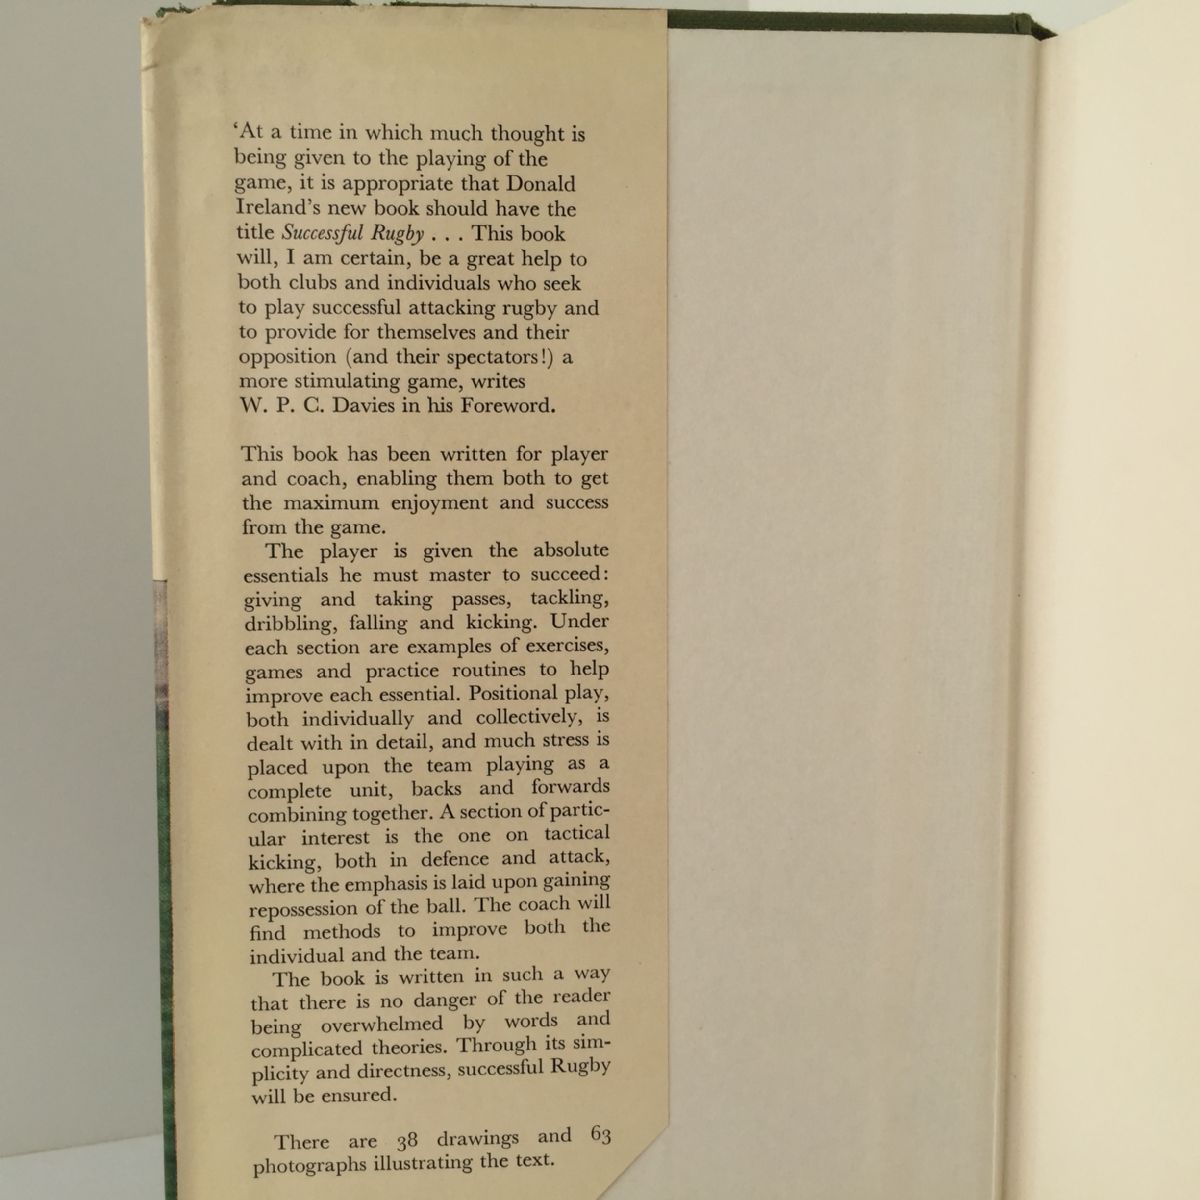 ‘At a time in which much thought is
being given to the playing of the
game, it is appropriate that Donald
Ireland’s new book should have the
title Successful Rugby . . . This book
will, I am certain, be a great help to
both clubs and individuals who seek
to play successful attacking rugby and
to provide for themselves and their
opposition (and their spectators!) a
more stimulating game, writes
W. P. C. Davies in his Foreword.
This book has been written for player
and coach, enabling them both to get
the maximum enjoyment and success
from the game.
The player is given the absolute
essentials he must master to succeed:
giving and taking passes, tackling,
dribbling, falling and kicking. Under
each section are examples of exercises,
games and practice routines to help
improve each essential. Positional play,
both individually and collectively, is
dealt with in detail, and much stress is
placed upon the team playing as a
complete unit, backs and forwards
combining together. A section of partic-
ular interest is the one on tactical
kicking, both in defence and attack,
where the emphasis is laid upon gaining
repossession of the ball. The coach will
find methods to improve both the
individual and the team.
The book is written in such a way
that there is no danger of the reader
being overwhelmed by words and
complicated theories. Through its sim-
plicity and directness, successful Rugby
will be ensured.
There are 38 drawings and 63
photographs illustrating the text.